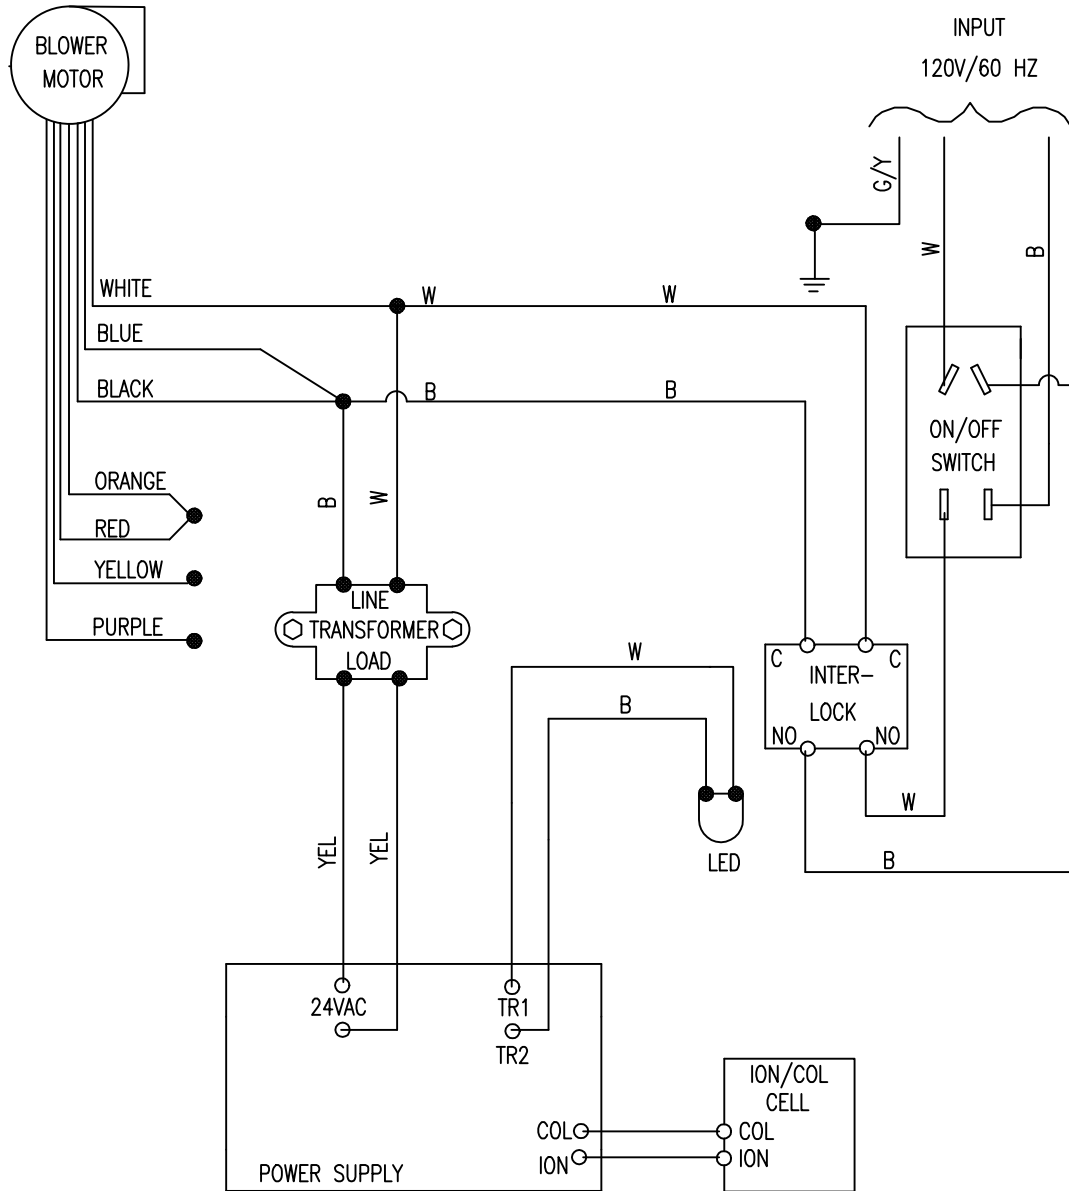 BLOWER
MOTOR
INPUT
120V/60 HZ
G/Y
W
B
WHITE
W
W
BLUE
BLACK
B
B
ON/OFF
SWITCH
ORANGE
RED
YELLOW
PURPLE
B
W
LINE
TRANSFORMER
LOAD
W
B
C
C
INTER-
LOCK
NO
NO
W
B
LED
YEL
YEL
24VAC
TR1
TR2
COL
ION
POWER SUPPLY
ION/COL
CELL
COL
ION